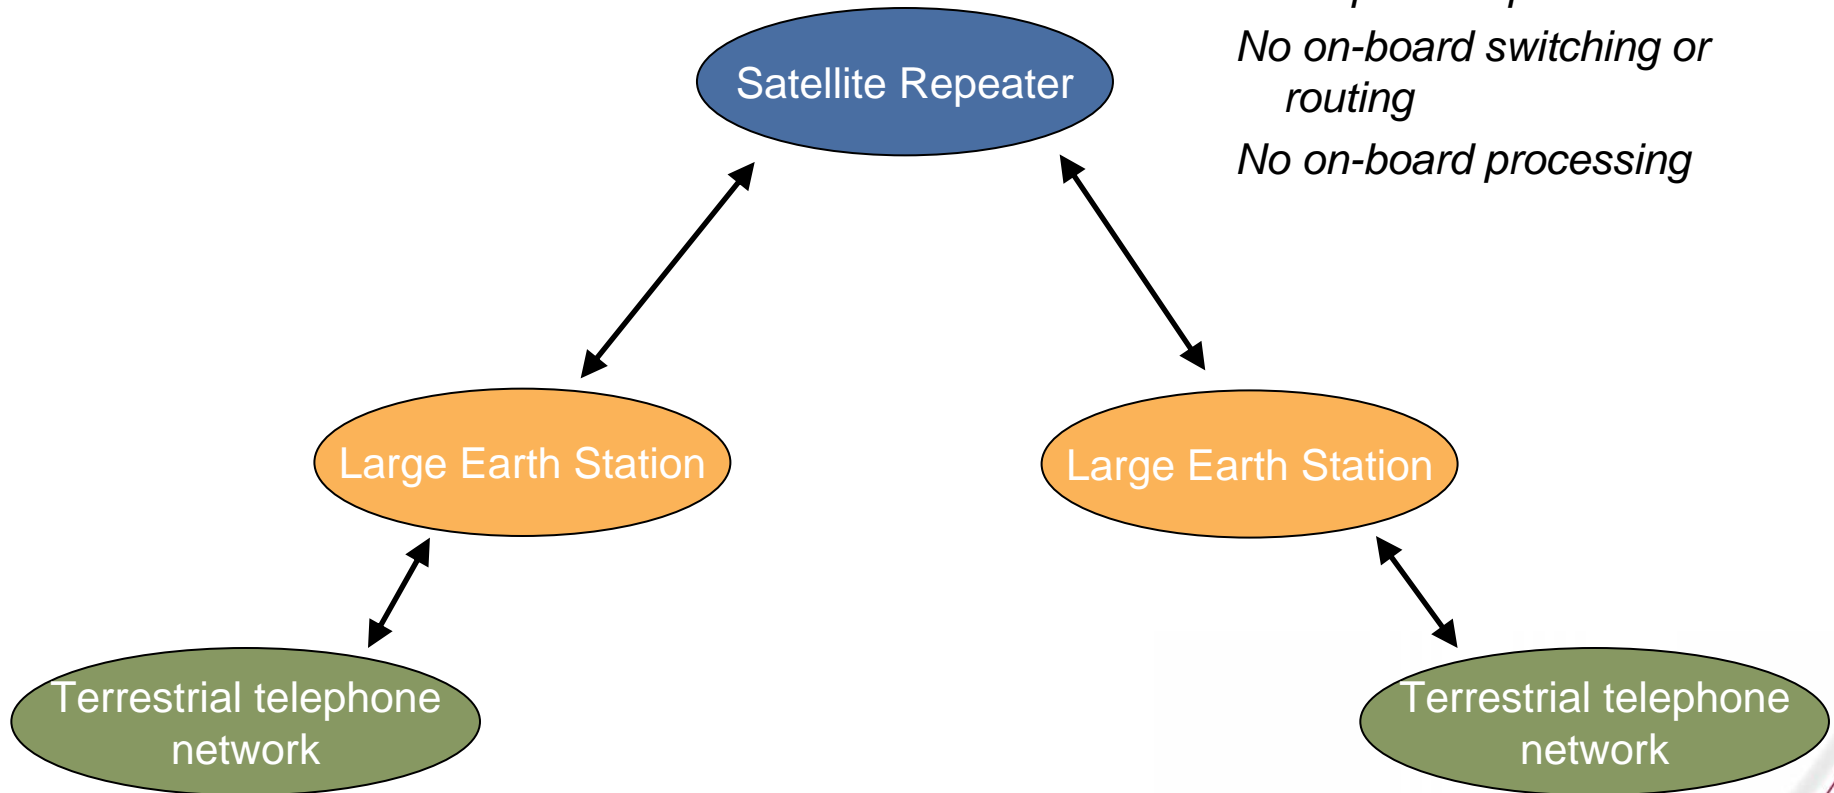 Satellite Repeater
No on-board switching or
routing
No on-board processing
Large Earth Station
Large Earth Station
Terrestrial telephone
network
Terrestrial telephone
network